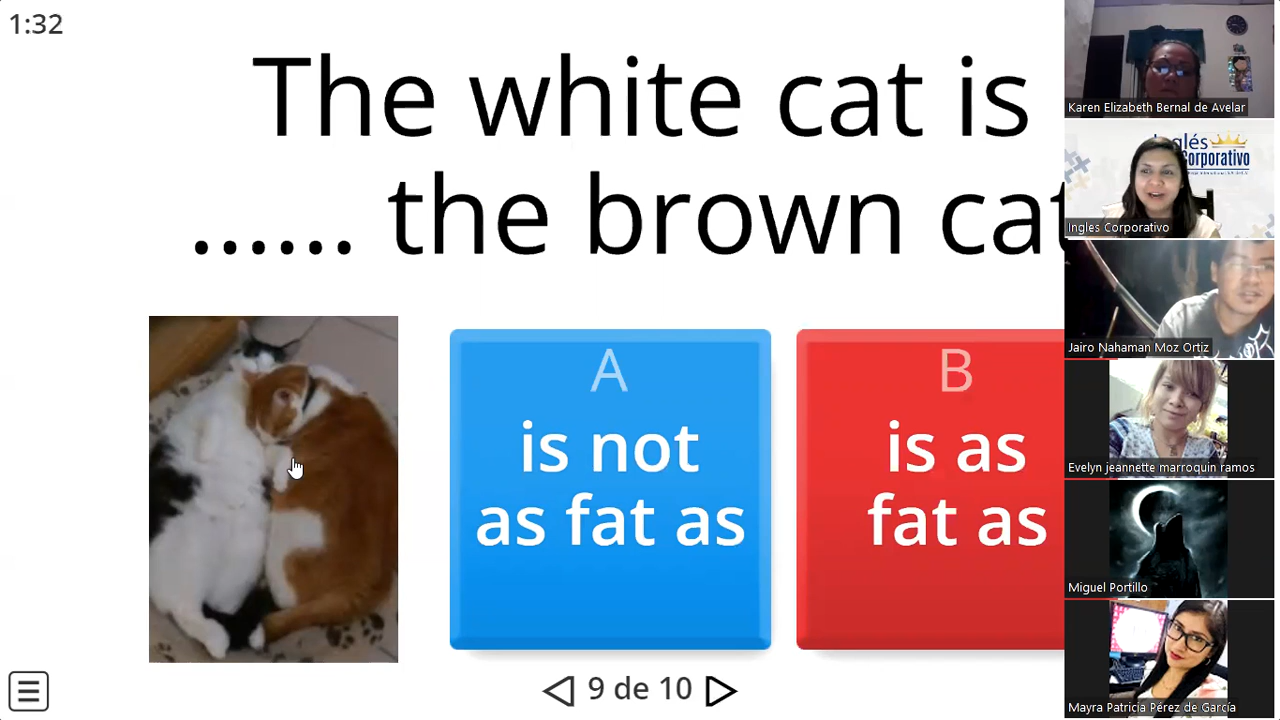 1:32
The white cat is
...... the brown cat
A
is not
as fat as
B
is as
fat as
9 de 10
Karen Elizabeth Bernal de Avelar
Inglés
Corporativo
Ingles Corporativo
Jairo Nahaman Moz Ortiz
Evelyn jeannette marroquin ramos
Miguel Portillo
Mayra Patricia Pérez de García